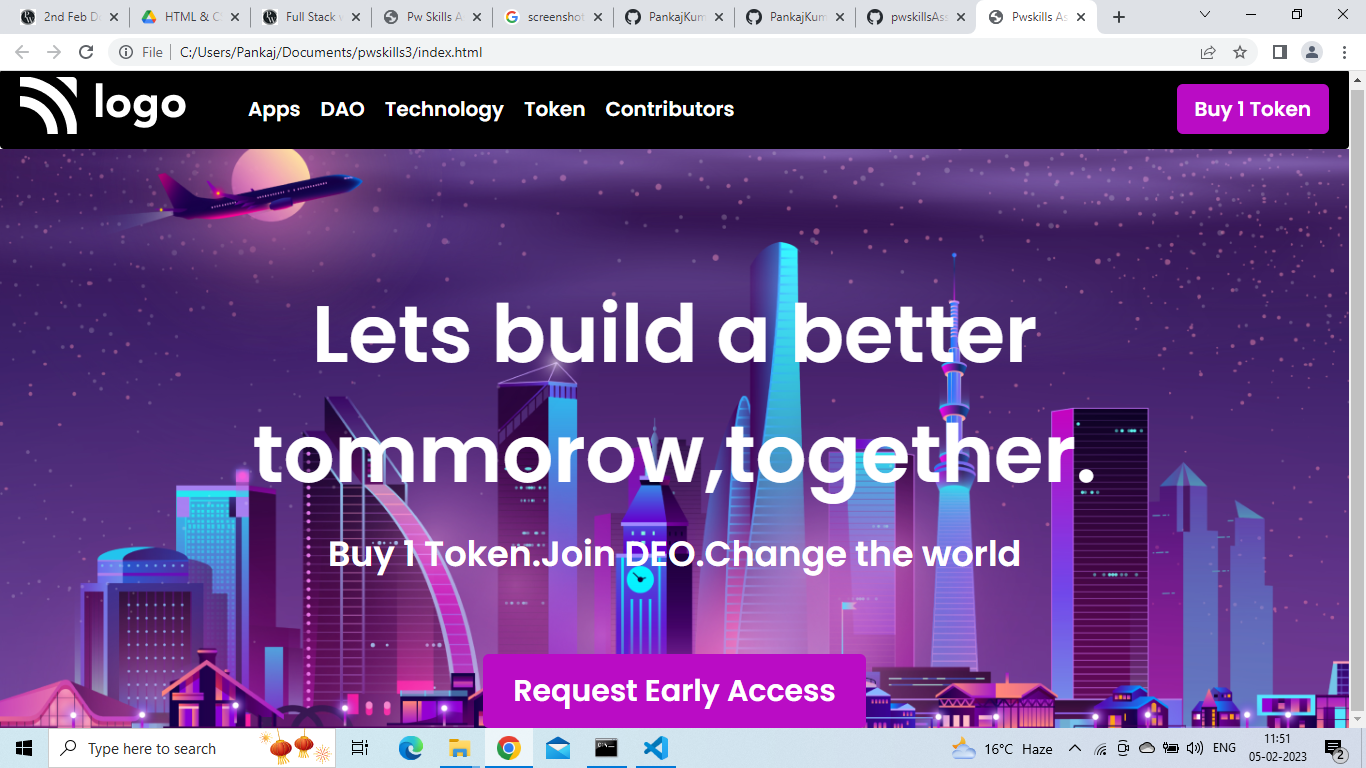 2nd Feb D
HTML & C
Full Stack v
Pw Skills A
screenshot
PankajKum
PankajKum
pwskillsAss
Pwskills As
File
C:/Users/Pankaj/Documents/pwskills3/index.html
logo
Apps
DAO
Technology
Token
Contributors
Buy 1 Token
Lets build a better
tommorow,together.
Buy 1 Token.Join DEO.Change the world
Request Early Access
Type here to search
16°C Haze
ENG
11:51
05-02-2023
2